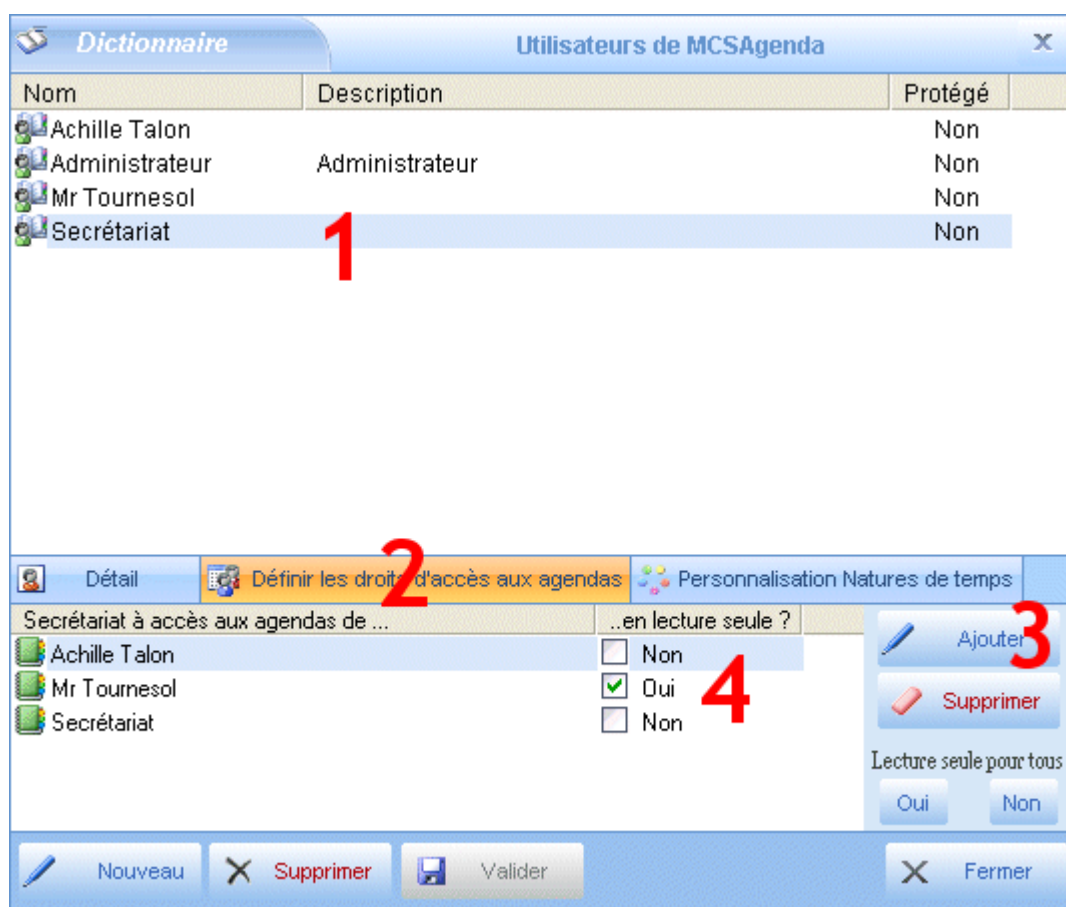 Dictionnaire Utilisateurs de MCSAgenda
Nom Description Protégé
Achille Talon Non
Administrateur Administrateur Non
Mr Tournesol Non
Secrétariat 1 Non
2
Détail Définir les droits d'accès aux agendas Personnalisation Natures de temps
Secrétariat à accès aux agendas de ... ..en lecture seule ?
Ajouter 3
Achille Talon Non
Mr Tournesol Oui 4
Supprimer
Secrétariat Non
Lecture seule pour tous
Oui Non
Nouveau Supprimer Valider Fermer